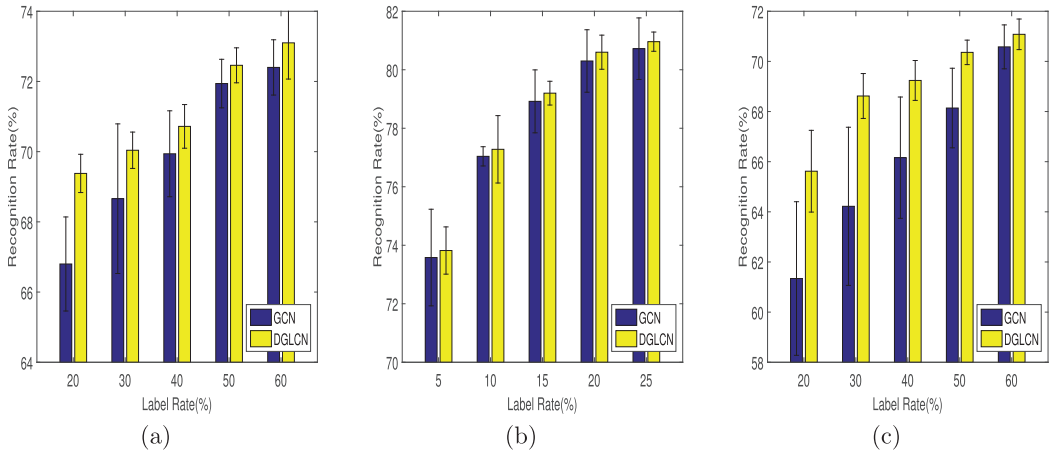 74
72
70
68
66
64
Recognition Rate(%)
20 30 40 50 60
Label Rate(%)
GCN
DGLCN
(a)
82
80
78
76
74
72
70
Recognition Rate(%)
5 10 15 20 25
Label Rate(%)
GCN
DGLCN
(b)
72
70
68
66
64
62
60
58
Recognition Rate(%)
20 30 40 50 60
Label Rate(%)
GCN
DGLCN
(c)